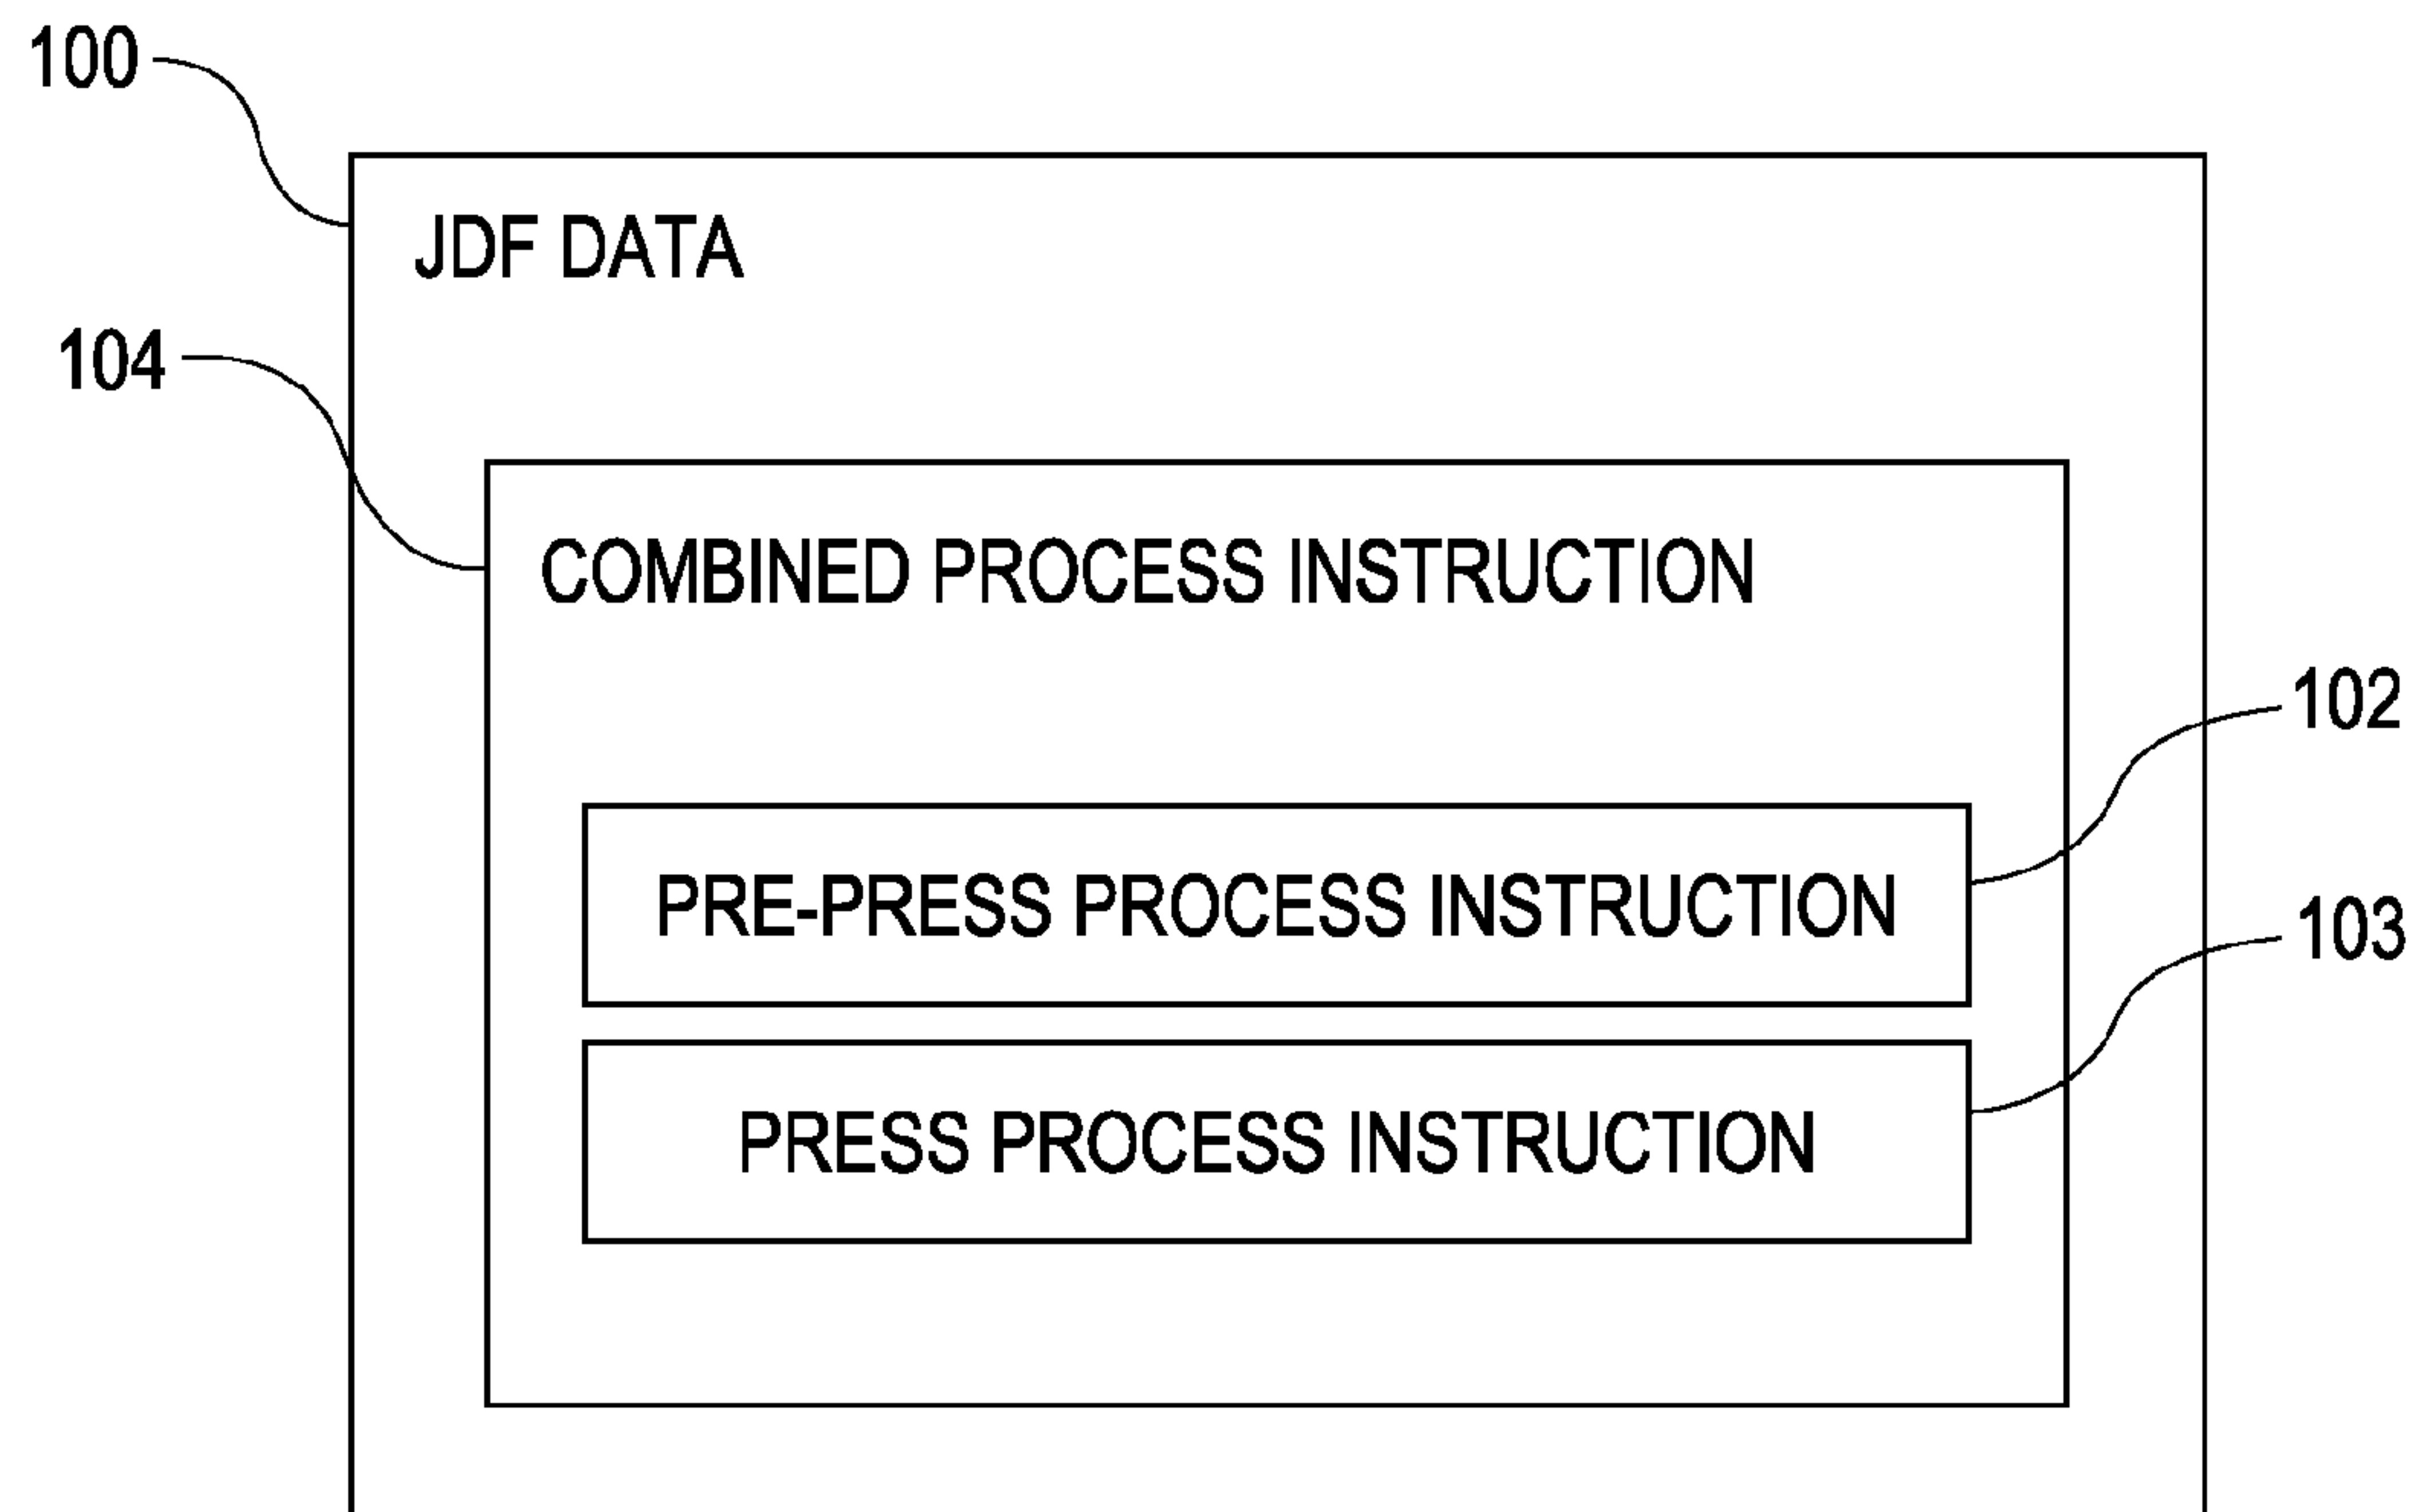 100
JDF DATA
104
COMBINED PROCESS INSTRUCTION
102
PRE-PRESS PROCESS INSTRUCTION
103
PRESS PROCESS INSTRUCTION